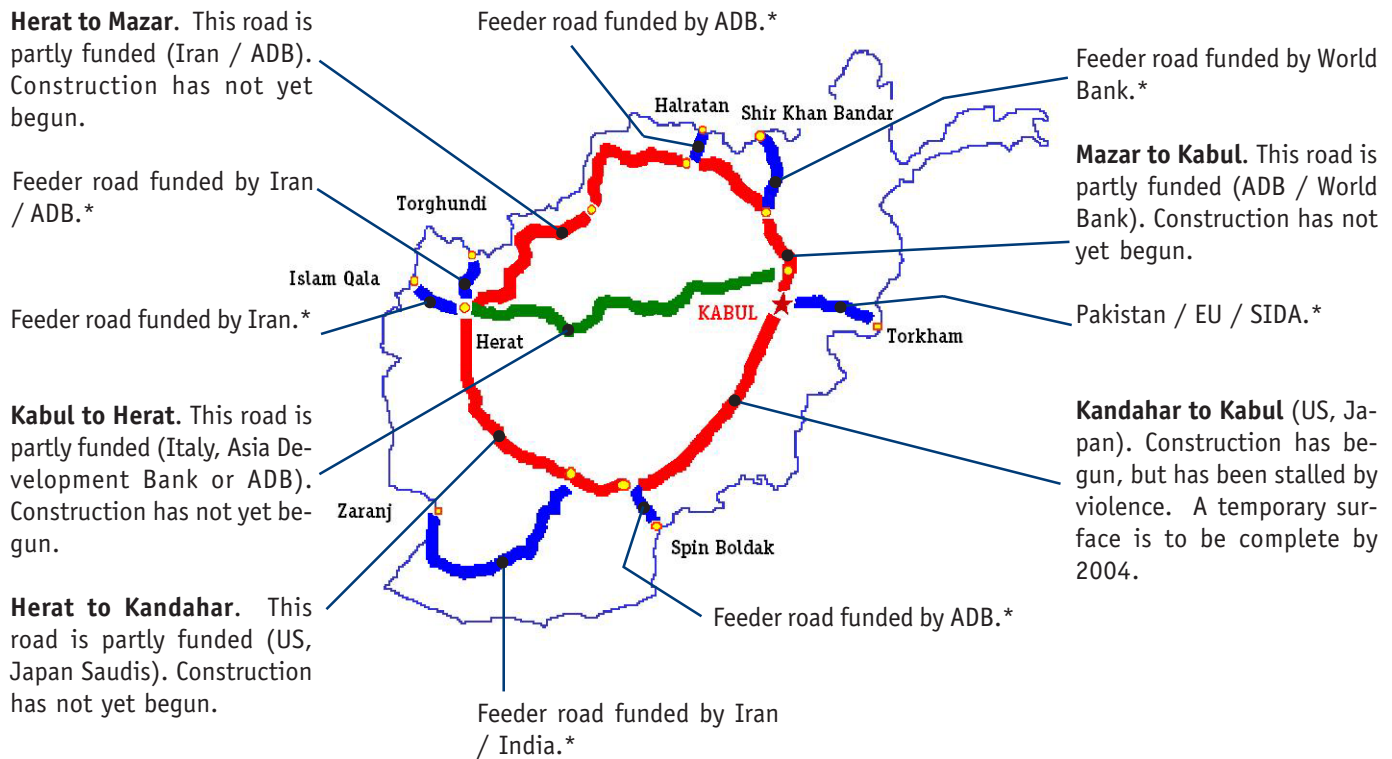 Herat to Mazar. This road is
partly funded (Iran / ADB).
Construction has not yet
begun.
Feeder road funded by Iran
/ ADB.*
Feeder road funded by Iran.*
Kabul to Herat. This road is
partly funded (Italy, Asia De-
velopment Bank or ADB).
Construction has not yet be-
gun.
Herat to Kandahar. This
road is partly funded (US,
Japan Saudis). Construction
has not yet begun.
Feeder road funded by ADB.*
Halratan
Shir Khan Bandar
Torghundi
Islam Qala
Herat
KABUL
Torkham
Zaranj
Spin Boldak
Feeder road funded by ADB.*
Feeder road funded by Iran
/ India.*
Feeder road funded by World
Bank.*
Mazar to Kabul. This road is
partly funded (ADB / World
Bank). Construction has not
yet begun.
Pakistan / EU / SIDA.*
Kandahar to Kabul (US, Ja-
pan). Construction has be-
gun, but has been stalled by
violence. A temporary sur-
face is to be complete by
2004.